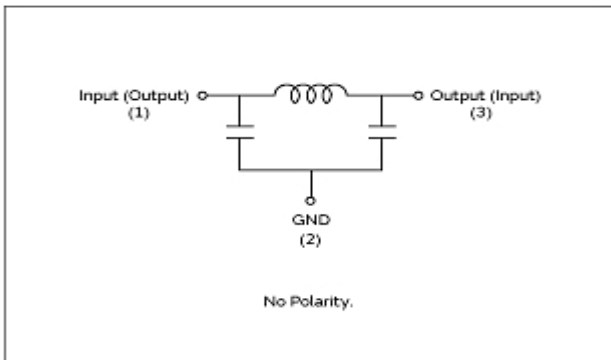 Input (Output)
(1)
Output (Input)
(3)
GND
(2)
No Polarity.